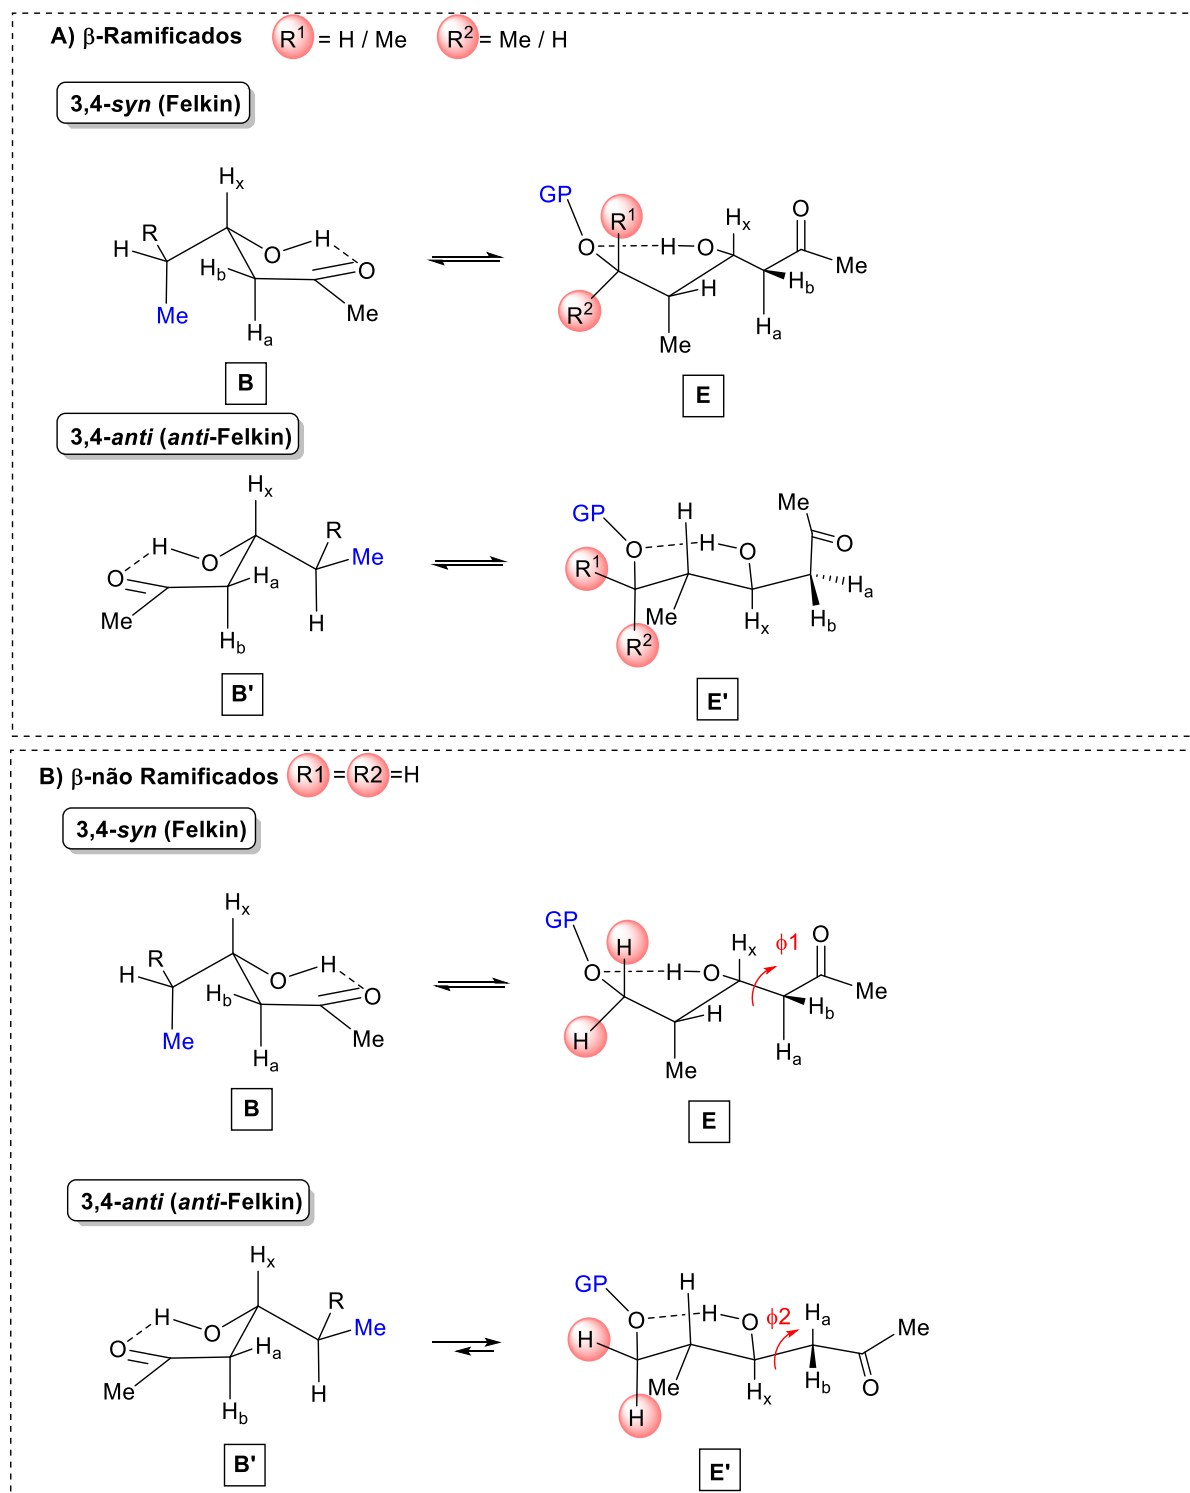 A) β-Ramificados R¹ = H / Me R² = Me / H
3,4-syn (Felkin)
Hx
R
H
O
H
Hb
O
Me
Me
Ha
B
GP
R¹
Hx
O
O
H
O
Me
H
Hb
R²
Ha
Me
E
3,4-anti (anti-Felkin)
Hx
H
R
Me
O
O
Ha
Me
H
Hb
B'
Me
H
GP
O
H
O
O
R¹
Ha
Me
Hx
Hb
R²
E'
B) β-não Ramificados R1=R2=H
3,4-syn (Felkin)
Hx
R
H
H
O
Hb
O
Me
Me
Ha
B
GP
H
Hx
ϕ1
O
O
H
O
Me
H
Hb
H
Ha
Me
E
3,4-anti (anti-Felkin)
Hx
H
R
Me
O
O
Ha
Me
H
Hb
B'
GP
H
O
H
O
ϕ2
Ha
Me
H
Me
Hx
Hb
O
H
E'